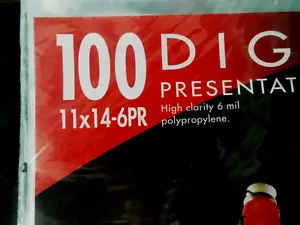 100 DIG
11x14-6PR PRESENTAT
High clarity 6 mil
polypropylene.